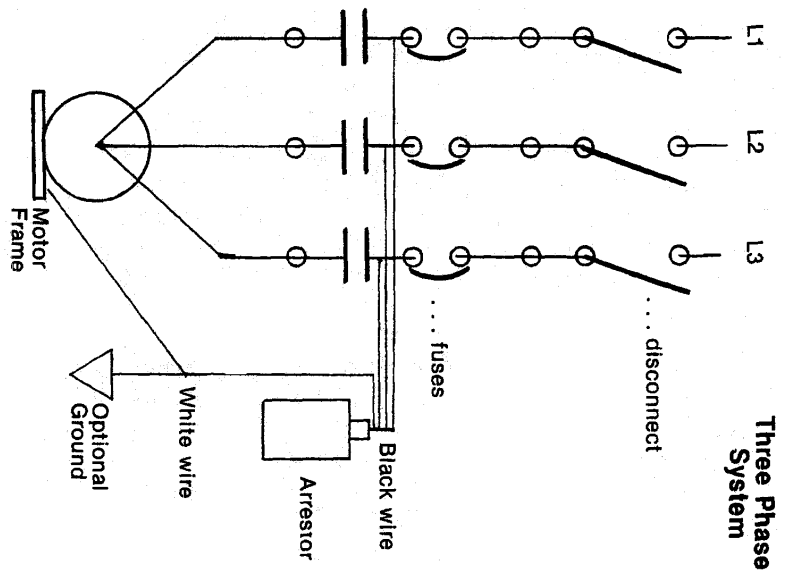 Three Phase
System
L1
L2
L3
. . . disconnect
. . . fuses
Black wire
Arrestor
White wire
Optional
Ground
Motor
Frame